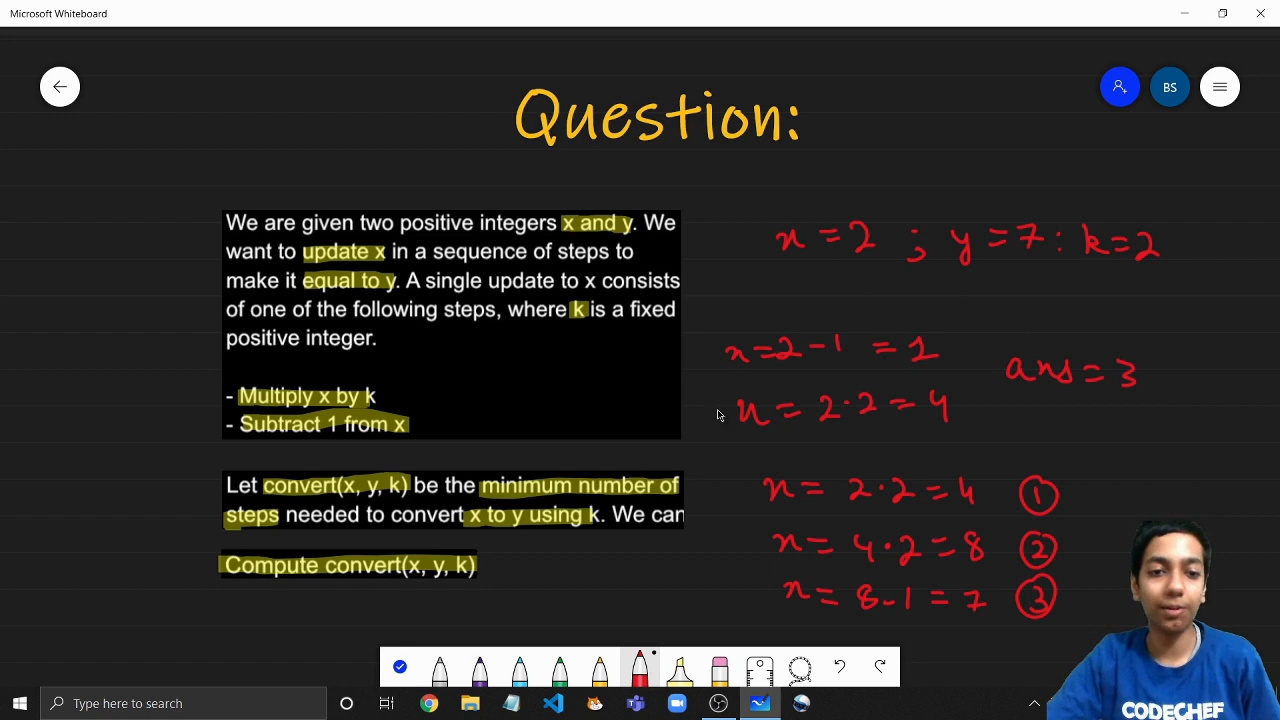 Microsoft Whiteboard
BS
Question:
We are given two positive integers x and y. We
want to update x in a sequence of steps to
make it equal to y. A single update to x consists
of one of the following steps, where k is a fixed
positive integer.
- Multiply x by k
- Subtract 1 from x
Let convert(x, y, k) be the minimum number of
steps needed to convert x to y using k. We can
Compute convert(x, y, k)
x = 2 ; y = 7 : k = 2
x = 2 - 1 = 1
x = 2 · 2 = 4
ans = 3
x = 2 · 2 = 4 1
x = 4 · 2 = 8 2
x = 8 - 1 = 7 3
CODECHEF
Type here to search